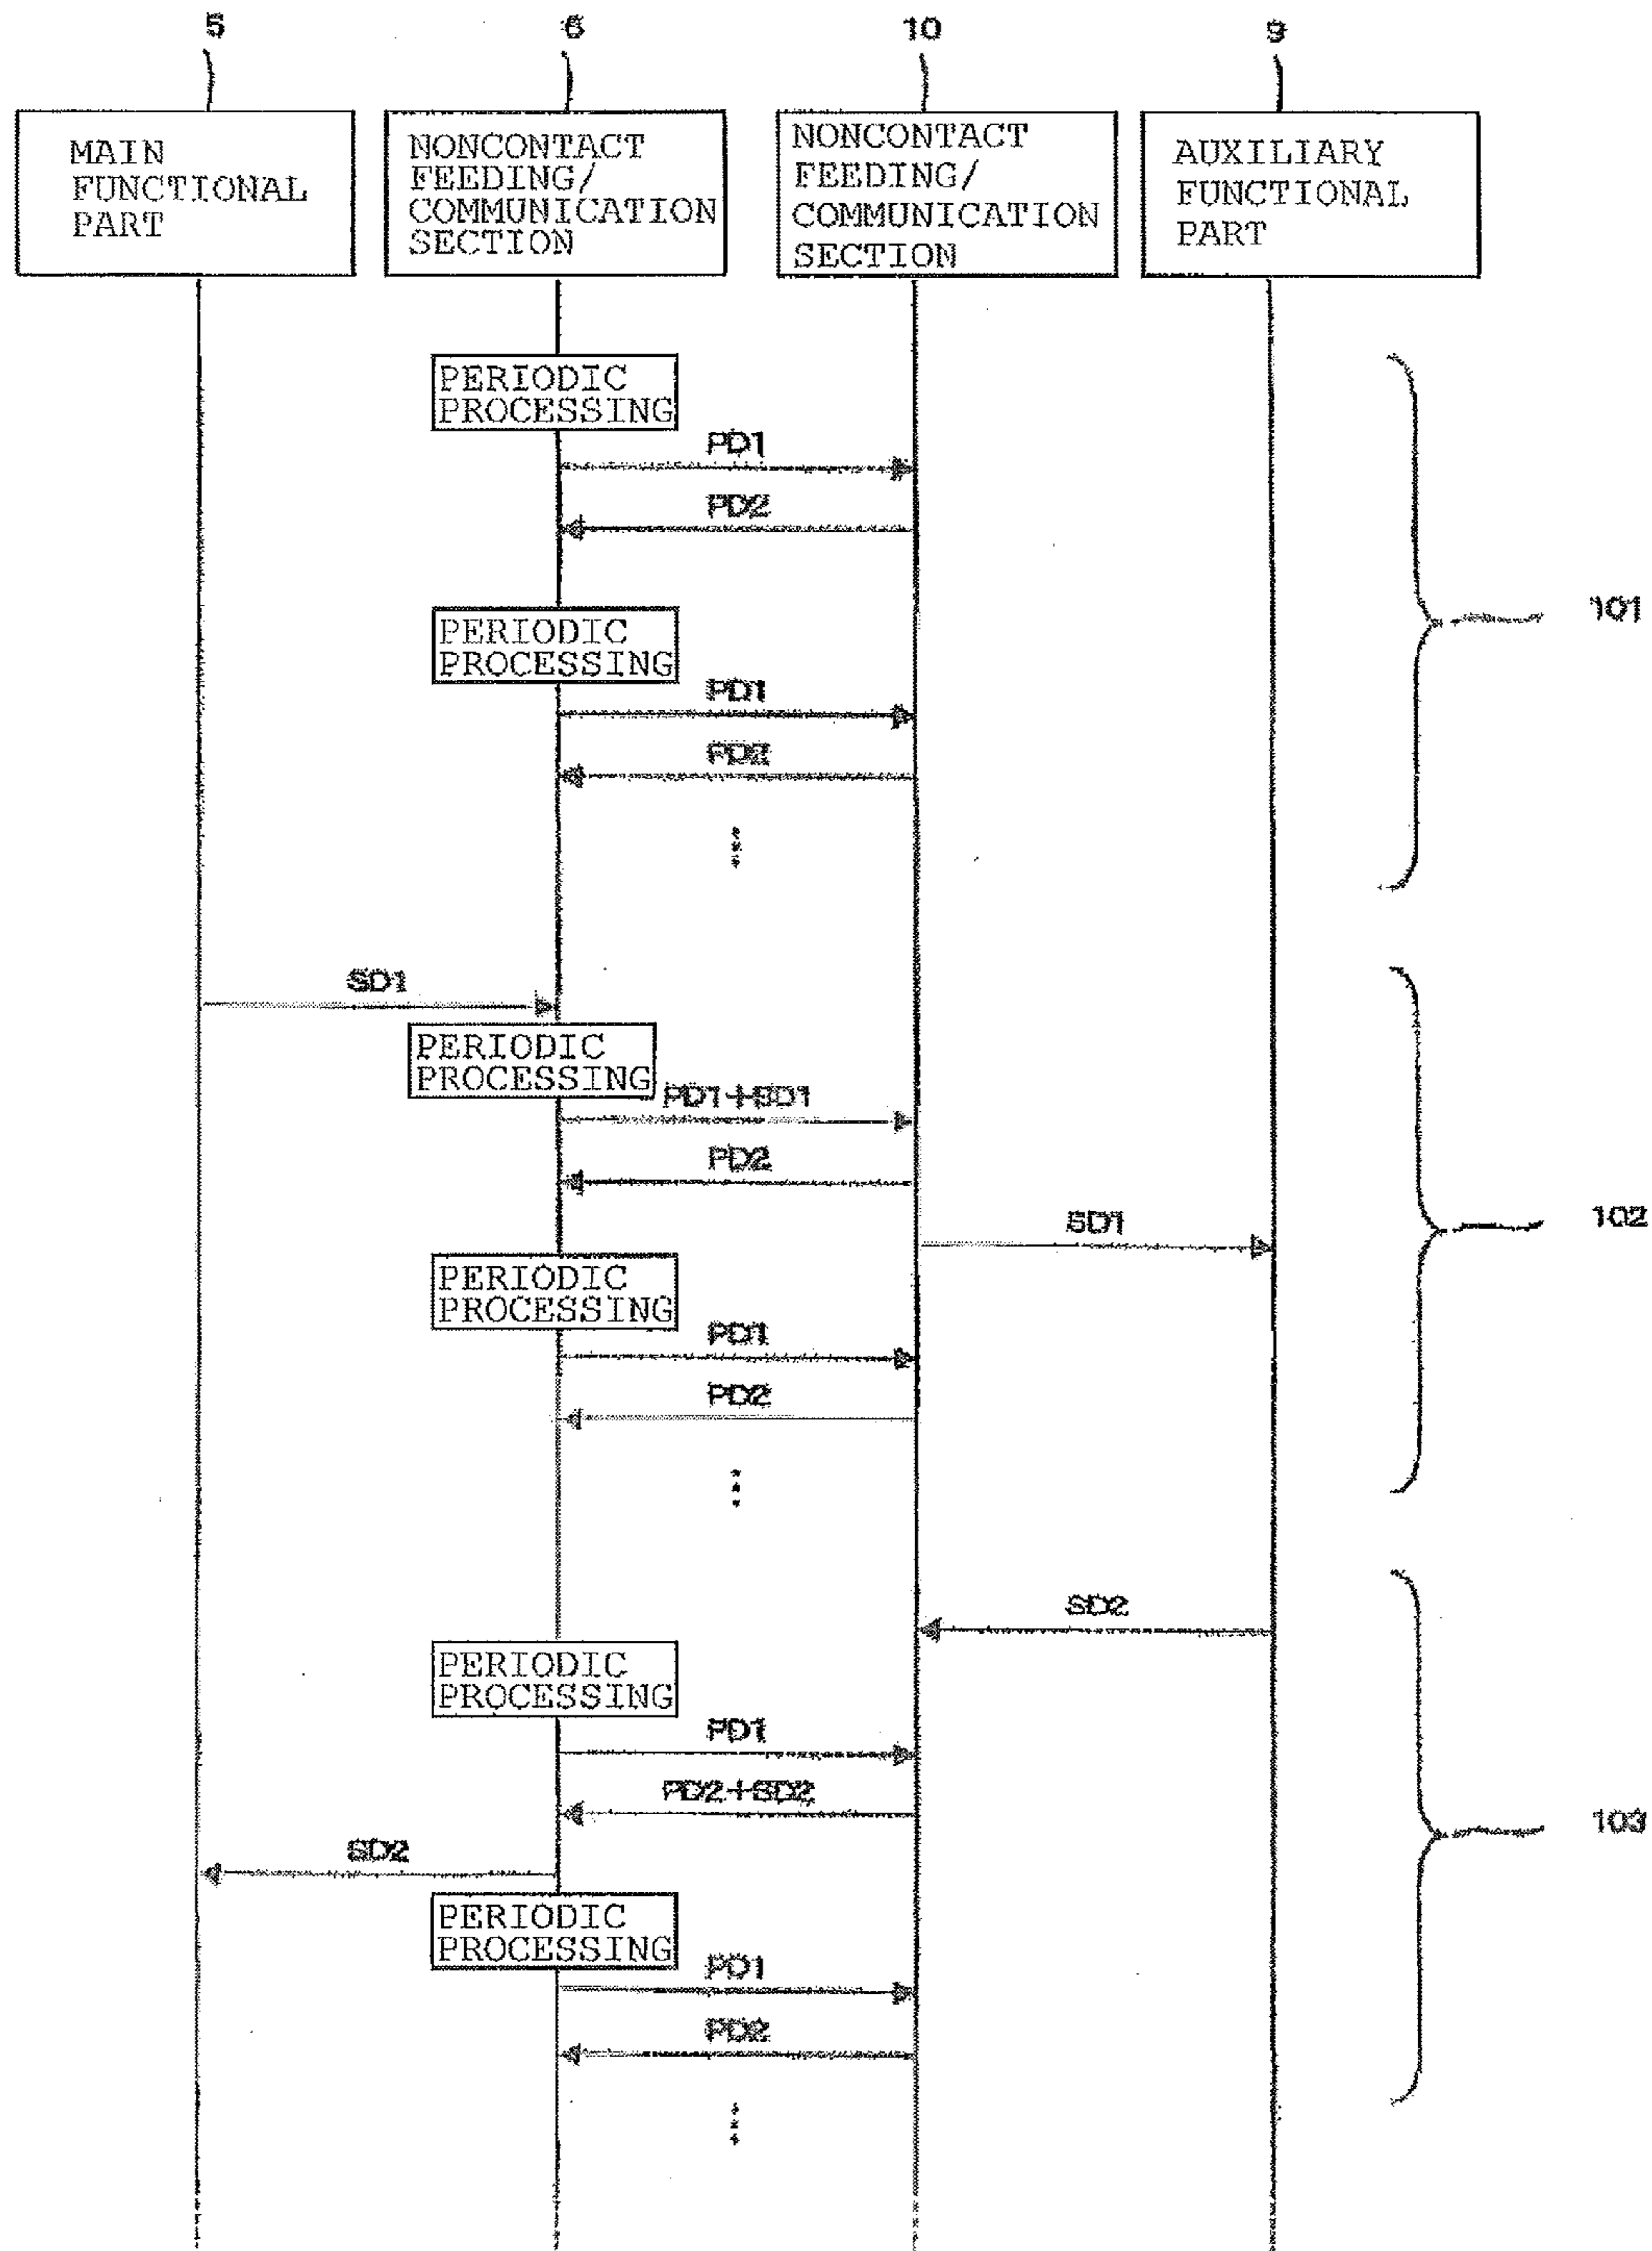 5
6
10
9
MAIN
FUNCTIONAL
PART
NONCONTACT
FEEDING/
COMMUNICATION
SECTION
NONCONTACT
FEEDING/
COMMUNICATION
SECTION
AUXILIARY
FUNCTIONAL
PART
PERIODIC
PROCESSING
PD1
PD2
101
PERIODIC
PROCESSING
PD1
PD2
SD1
PERIODIC
PROCESSING
PD1+SD1
PD2
SD1
102
PERIODIC
PROCESSING
PD1
PD2
SD2
PERIODIC
PROCESSING
PD1
PD2+SD2
103
SD2
PERIODIC
PROCESSING
PD1
PD2